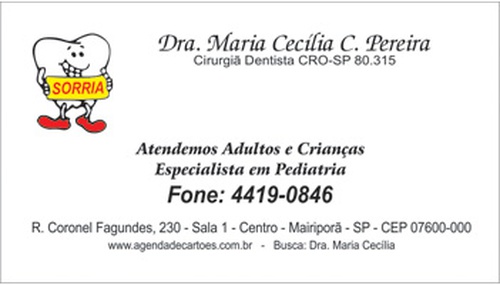 Dra. Maria Cecília C. Pereira
Cirurgiã Dentista CRO-SP 80.315
SORRIA
Atendemos Adultos e Crianças
Especialista em Pediatria
Fone: 4419-0846
R. Coronel Fagundes, 230 - Sala 1 - Centro - Mairiporã - SP - CEP 07600-000
www.agendadecartoes.com.br - Busca: Dra. Maria Cecília